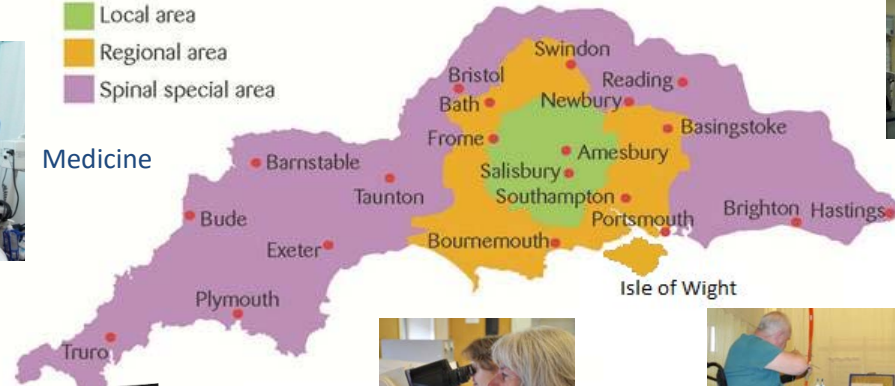 Local area
Regional area
Spinal special area
Medicine
Swindon
Bristol
Reading
Bath
Newbury
Basingstoke
Frome
Amesbury
Barnstable
Salisbury
Taunton
Southampton
Portsmouth
Brighton
Hastings
Bude
Bournemouth
Exeter
Isle of Wight
Plymouth
Truro